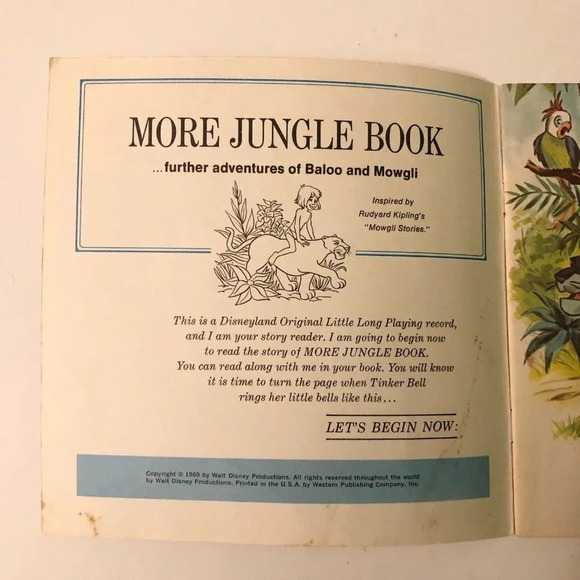 MORE JUNGLE BOOK
...further adventures of Baloo and Mowgli
Inspired by
Rudyard Kipling's
"Mowgli Stories."
This is a Disneyland Original Little Long Playing record,
and I am your story reader. I am going to begin now
to read the story of MORE JUNGLE BOOK.
You can read along with me in your book. You will know
it is time to turn the page when Tinker Bell
rings her little bells like this...
LET'S BEGIN NOW:
Copyright © 1969 by Walt Disney Productions. All rights reserved throughout the world
by Walt Disney Productions. Printed in the U.S.A. by Western Publishing Company, Inc.